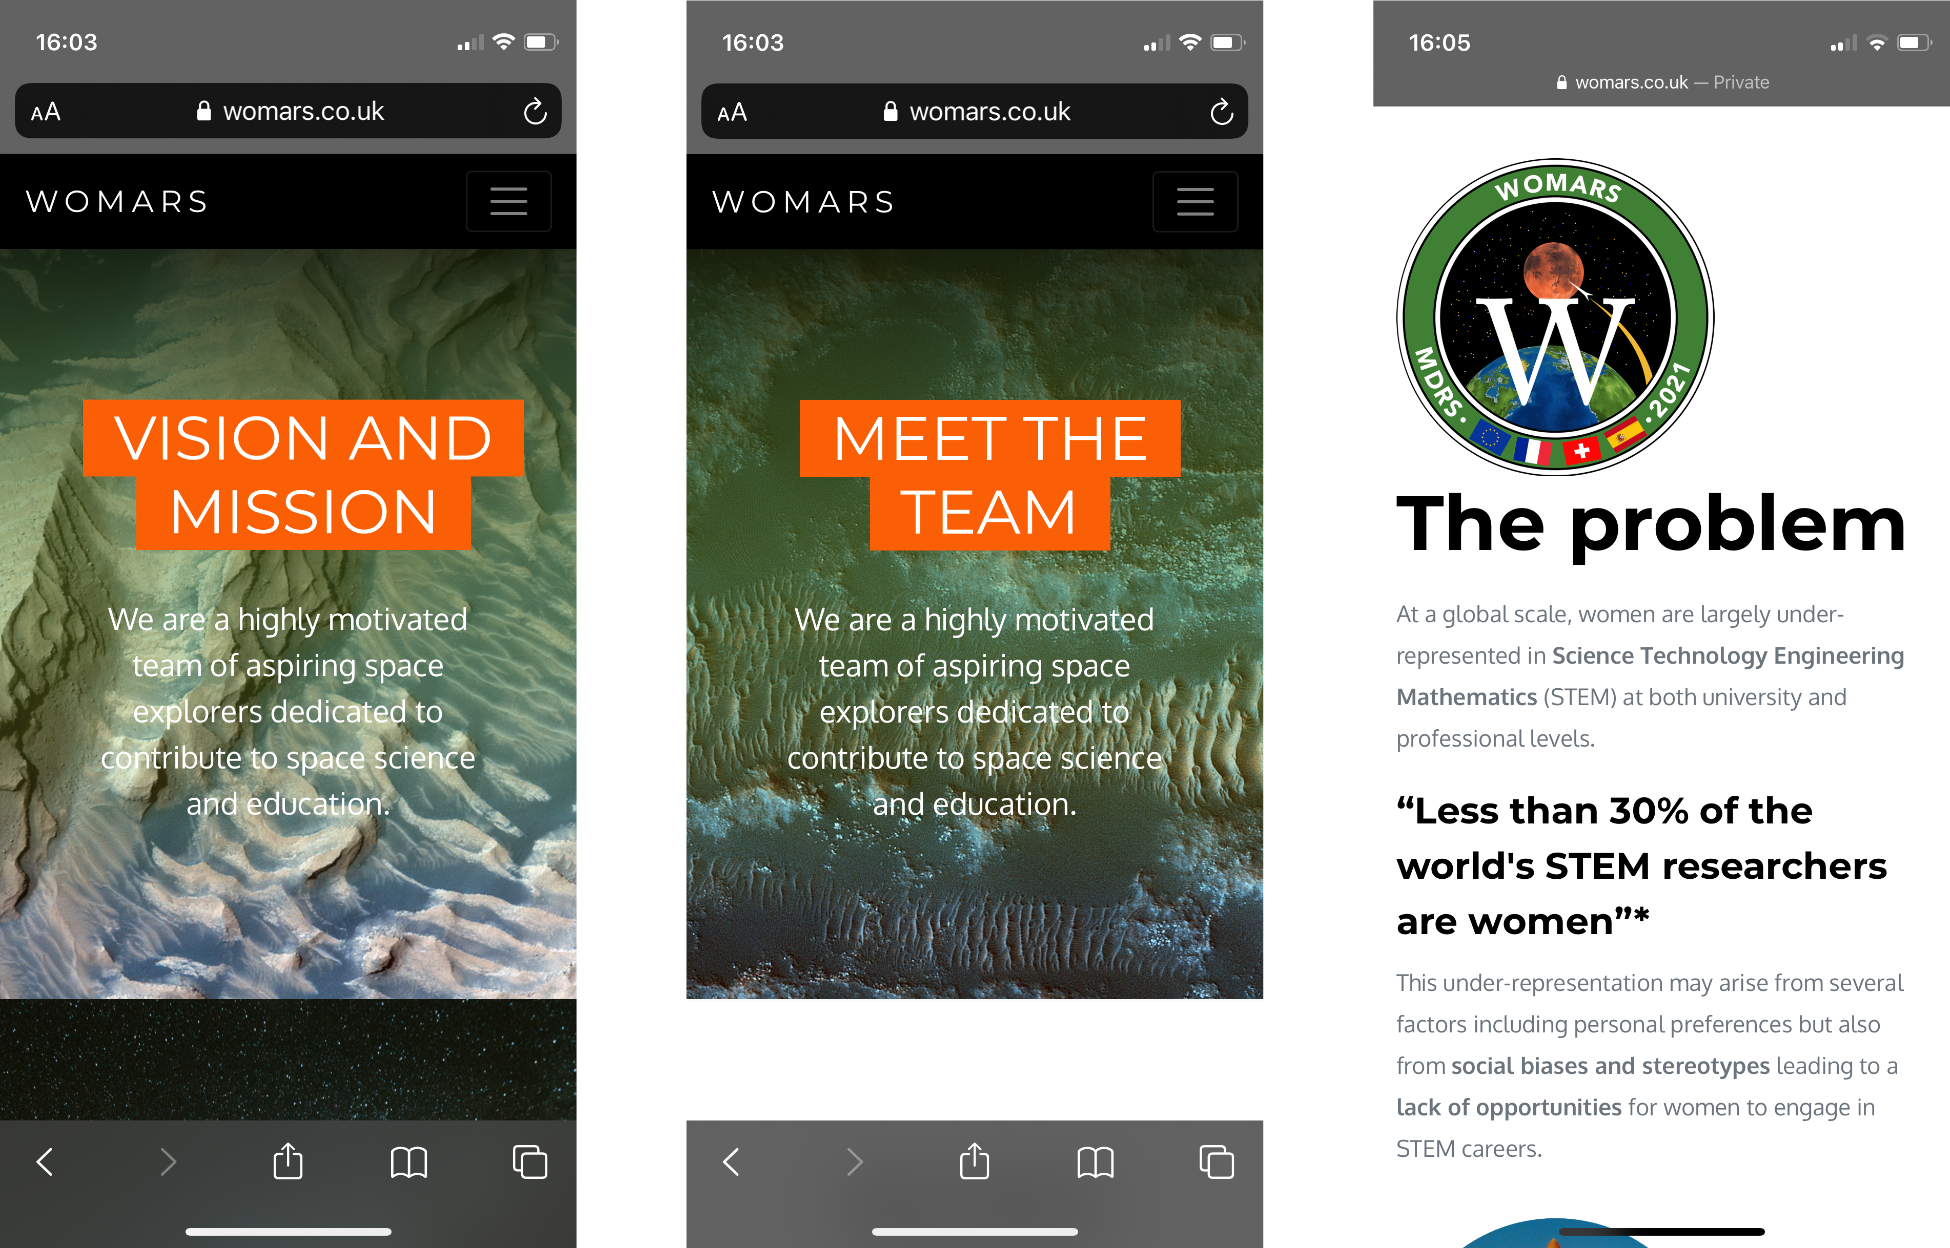 16:03
AA womars.co.uk
WOMARS
VISION AND
MISSION
We are a highly motivated
team of aspiring space
explorers dedicated to
contribute to space science
and education.
16:03
AA womars.co.uk
WOMARS
MEET THE
TEAM
We are a highly motivated
team of aspiring space
explorers dedicated to
contribute to space science
and education.
16:05
womars.co.uk — Private
WOMARS
W
MDRS · · 2021
The problem
At a global scale, women are largely under-
represented in Science Technology Engineering
Mathematics (STEM) at both university and
professional levels.
“Less than 30% of the
world's STEM researchers
are women”*
This under-representation may arise from several
factors including personal preferences but also
from social biases and stereotypes leading to a
lack of opportunities for women to engage in
STEM careers.